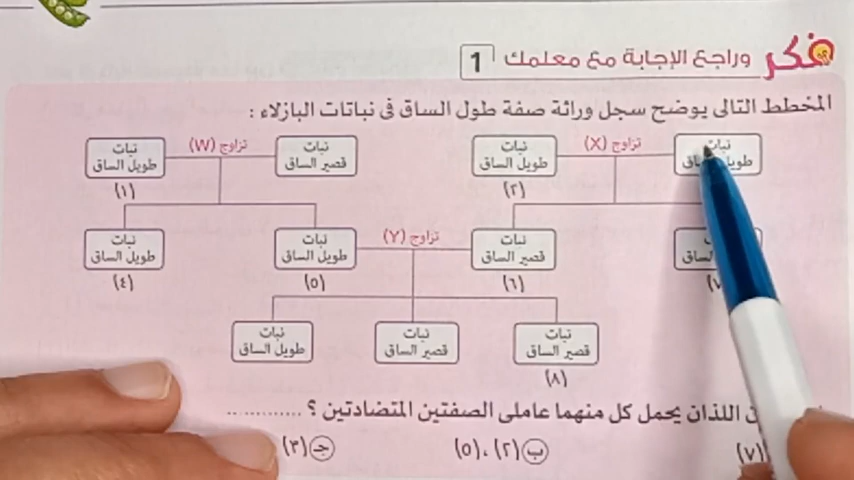 فكر وراجع الإجابة مع معلمك 1
المخطط التالى يوضح سجل وراثة صفة طول الساق فى نباتات البازلاء :
نبات طويل الساق تزاوج (X) نبات طويل الساق
(٢)
نبات قصير الساق تزاوج (W) نبات طويل الساق
(١)
نبات قصير الساق تزاوج (Y) نبات طويل الساق نبات طويل الساق
(٦) (٥) (٤)
نبات قصير الساق نبات قصير الساق نبات طويل الساق
(٨)
اللذان يحمل كل منهما عاملى الصفتين المتضادتين ؟ ............
(٧)
ب (٢)، (٥)
ج (٣)